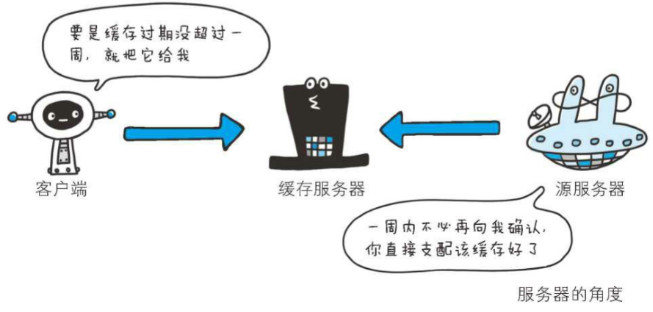 要是缓存过期没超过一
周，就把它给我
客户端
缓存服务器
源服务器
一周内不必再向我确认，
你直接支配该缓存好了
服务器的角度